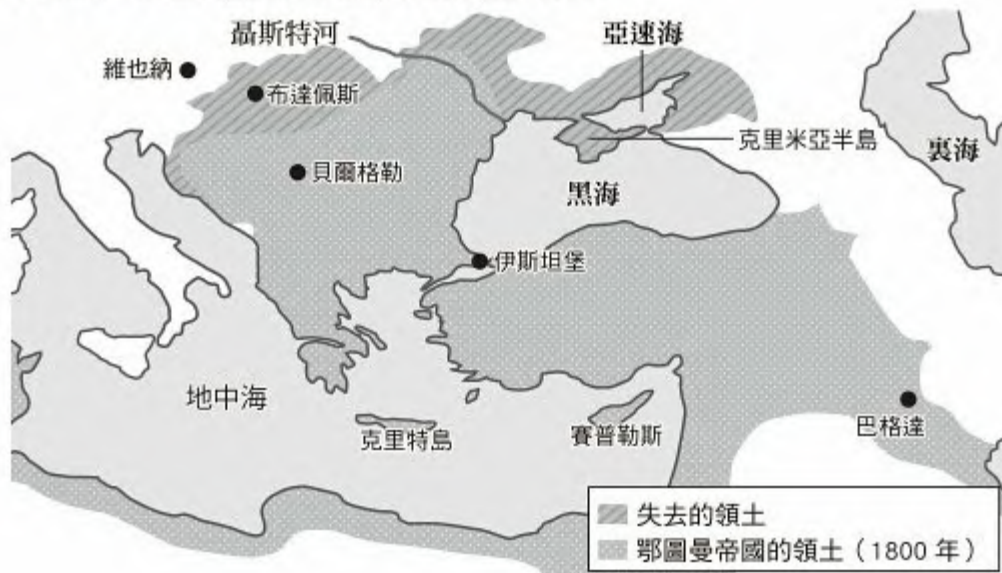 聶斯特河
亞速海
維也納
布達佩斯
克里米亞半島
裏海
貝爾格勒
黑海
伊斯坦堡
地中海
克里特島
賽普勒斯
巴格達
失去的領土
鄂圖曼帝國的領土（1800 年）